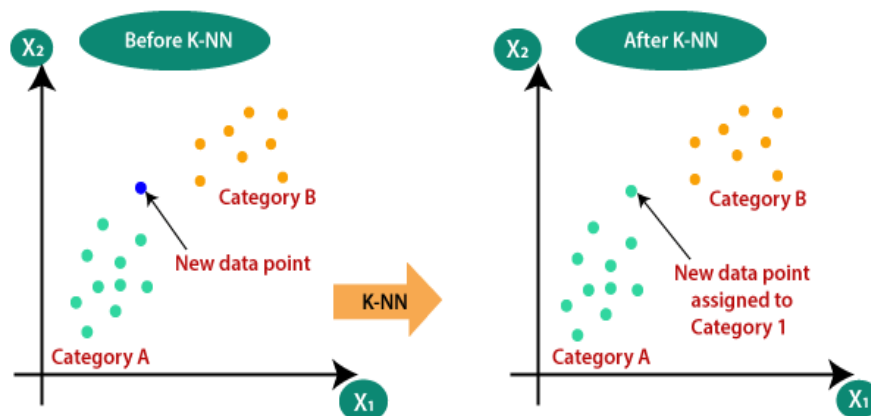 Before K-NN
X₂
Category B
New data point
Category A
X₁
K-NN
After K-NN
X₂
Category B
New data point
assigned to
Category 1
Category A
X₁